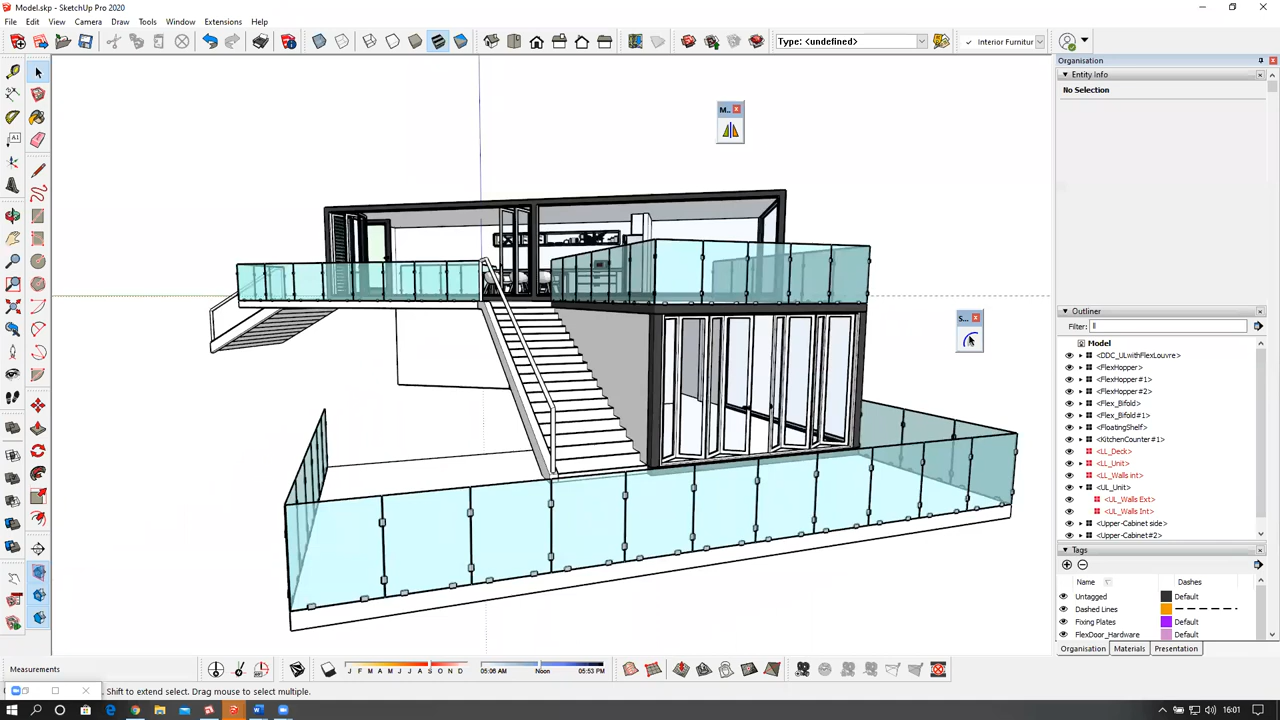 Model.skp - SketchUp Pro 2020
File Edit View Camera Draw Tools Window Extensions Help
Type: <undefined>
Interior Furnitur
A1
M..
S...
Organisation
Entity Info
No Selection
Outliner
Filter: ll
Model
<DDC_ULwithFlexLouvre>
<FlexHopper>
<FlexHopper#1>
<FlexHopper#2>
<Flex_Bifold>
<Flex_Bifold#1>
<FloatingShelf>
<KitchenCounter#1>
<LL_Deck>
<LL_Unit>
<LL_Walls int>
<UL_Unit>
<UL_Walls Ext>
<UL_Walls Int>
<Upper-Cabinet side>
<Upper-Cabinet#2>
Tags
Name Dashes
Untagged Default
Dashed Lines
Fixing Plates Default
FlexDoor_Hardware Default
Organisation Materials Presentation
Measurements
J F M A M J J A S O N D
05:06 AM Noon 05:53 PM
Shift to extend select. Drag mouse to select multiple.
16:01